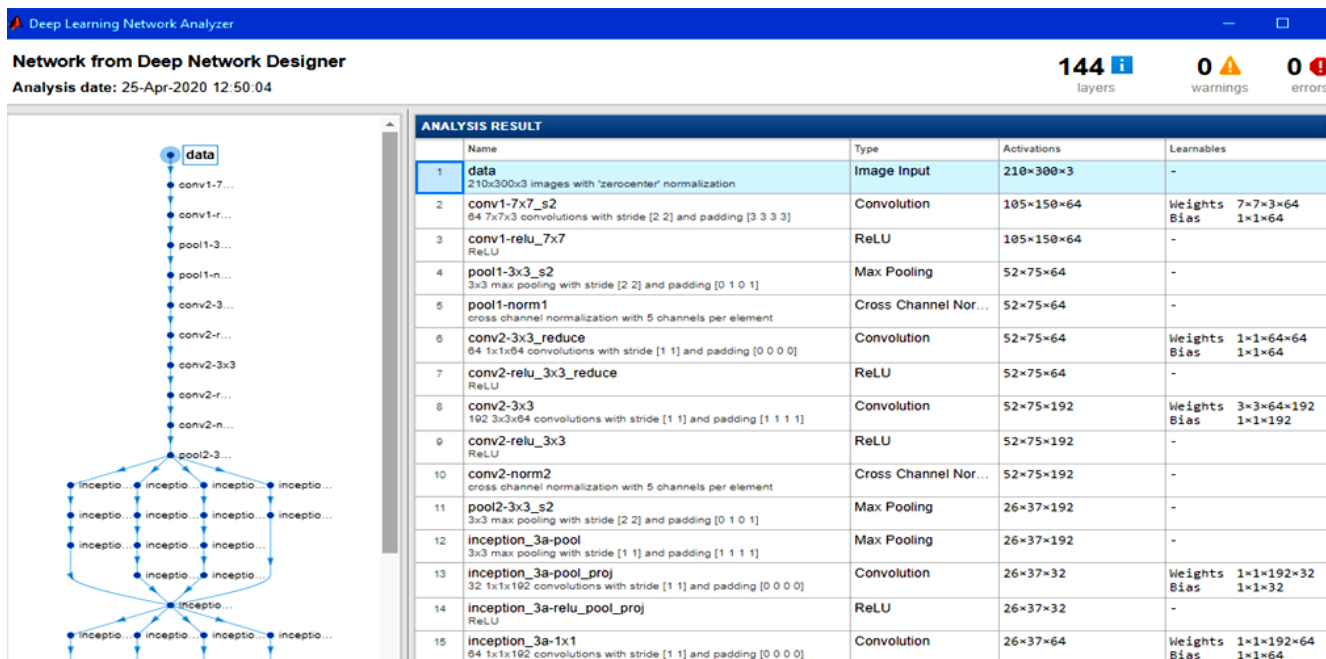 Deep Learning Network Analyzer
Network from Deep Network Designer
Analysis date: 25-Apr-2020 12:50:04
144
layers
0
warnings
0
errors
data
conv1-7...
conv1-r...
pool1-3...
pool1-n...
conv2-3...
conv2-r...
conv2-3x3
conv2-r...
conv2-n...
pool2-3...
inceptio... inceptio... inceptio... inceptio...
inceptio... inceptio... inceptio... inceptio...
inceptio... inceptio... inceptio...
inceptio... inceptio...
inceptio...
inceptio... inceptio... inceptio... inceptio...
ANALYSIS RESULT
Name Type Activations Learnables
1 data Image Input 210×300×3 -
210x300x3 images with 'zerocenter' normalization
2 conv1-7x7_s2 Convolution 105×150×64 Weights 7×7×3×64
64 7x7x3 convolutions with stride [2 2] and padding [3 3 3 3] Bias 1×1×64
3 conv1-relu_7x7 ReLU 105×150×64 -
ReLU
4 pool1-3x3_s2 Max Pooling 52×75×64 -
3x3 max pooling with stride [2 2] and padding [0 1 0 1]
5 pool1-norm1 Cross Channel Nor... 52×75×64 -
cross channel normalization with 5 channels per element
6 conv2-3x3_reduce Convolution 52×75×64 Weights 1×1×64×64
64 1x1x64 convolutions with stride [1 1] and padding [0 0 0 0] Bias 1×1×64
7 conv2-relu_3x3_reduce ReLU 52×75×64 -
ReLU
8 conv2-3x3 Convolution 52×75×192 Weights 3×3×64×192
192 3x3x64 convolutions with stride [1 1] and padding [1 1 1 1] Bias 1×1×192
9 conv2-relu_3x3 ReLU 52×75×192 -
ReLU
10 conv2-norm2 Cross Channel Nor... 52×75×192 -
cross channel normalization with 5 channels per element
11 pool2-3x3_s2 Max Pooling 26×37×192 -
3x3 max pooling with stride [2 2] and padding [0 1 0 1]
12 inception_3a-pool Max Pooling 26×37×192 -
3x3 max pooling with stride [1 1] and padding [1 1 1 1]
13 inception_3a-pool_proj Convolution 26×37×32 Weights 1×1×192×32
32 1x1x192 convolutions with stride [1 1] and padding [0 0 0 0] Bias 1×1×32
14 inception_3a-relu_pool_proj ReLU 26×37×32 -
ReLU
15 inception_3a-1x1 Convolution 26×37×64 Weights 1×1×192×64
64 1x1x192 convolutions with stride [1 1] and padding [0 0 0 0] Bias 1×1×64